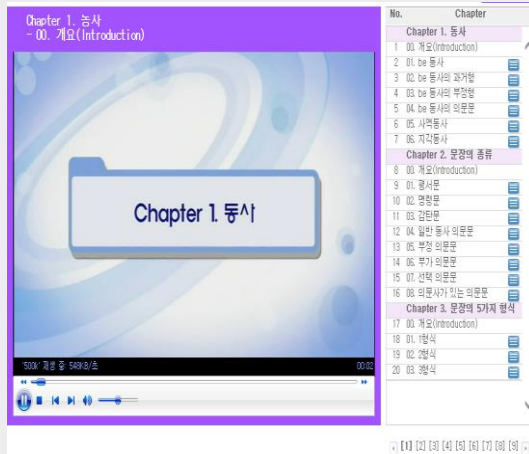 Chapter 1. 동사
- 00. 개요(Introduction)
Chapter 1. 동사
'500k' 재생 중: 548KB/초
00:02
No. Chapter
Chapter 1. 동사
1 00. 개요(Introduction)
2 01. be 동사
3 02. be 동사의 과거형
4 03. be 동사의 부정형
5 04. be 동사의 의문문
6 05. 사역동사
7 06. 지각동사
Chapter 2. 문장의 종류
8 00. 개요(Introduction)
9 01. 평서문
10 02. 명령문
11 03. 감탄문
12 04. 일반 동사 의문문
13 05. 부정 의문문
14 06. 부가 의문문
15 07. 선택 의문문
16 08. 의문사가 있는 의문문
Chapter 3. 문장의 5가지 형식
17 00. 개요(Introduction)
18 01. 1형식
19 02. 2형식
20 03. 3형식
[1] [2] [3] [4] [5] [6] [7] [8] [9]